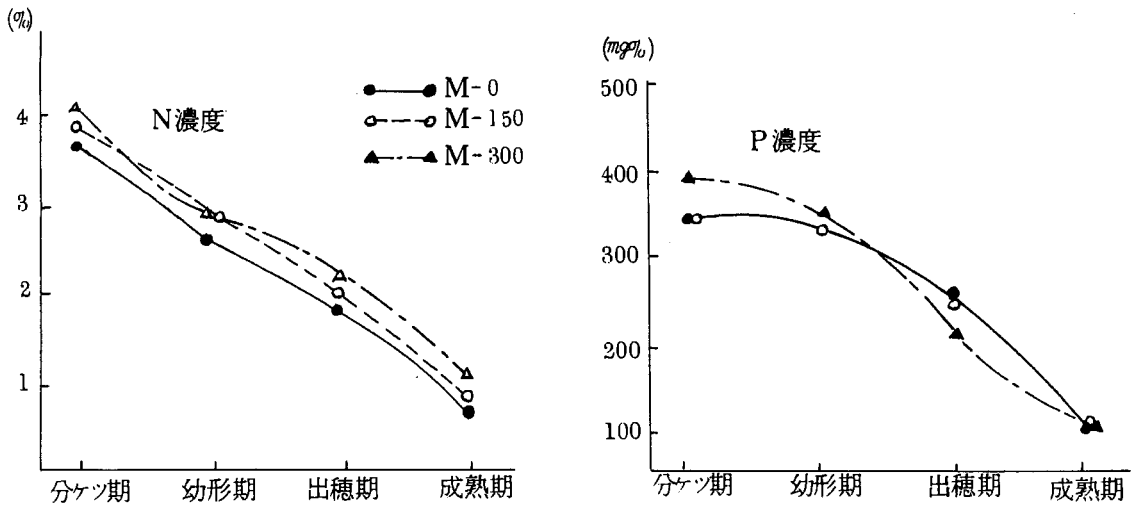 (%)
4
3
2
1
N濃度
M-0
M-150
M-300
分ケツ期 幼形期 出穂期 成熟期
(mg%)
500
400
300
200
100
P濃度
分ケツ期 幼形期 出穂期 成熟期